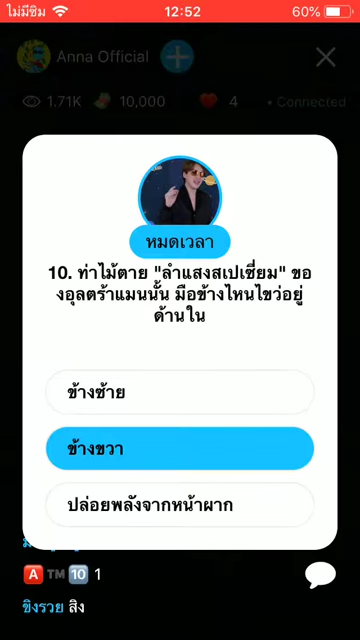 ไม่มีซิม 12:52 60%
Anna Official
1.71K 10,000 4 • Connected
หมดเวลา
10. ท่าไม้ตาย "ลำแสงสเปเซี่ยม" ขอ
งอุลตร้าแมนนั้น มือข้างไหนไขว่อยู่
ด้านใน
ข้างซ้าย
ข้างขวา
ปล่อยพลังจากหน้าผาก
🅰️™️🔟 1
ชิงรวย สิง